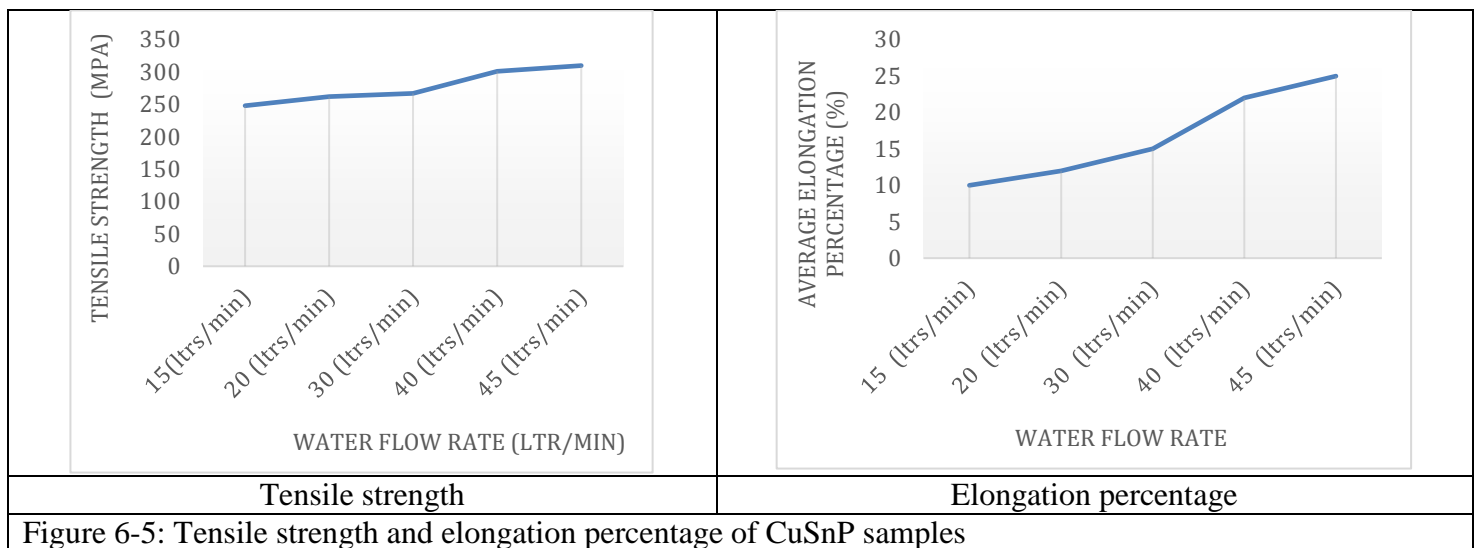 TENSILE STRENGTH (MPA)
350
300
250
200
150
100
50
0
15(ltrs/min)
20 (ltrs/min)
30 (ltrs/min)
40 (ltrs/min)
45 (ltrs/min)
WATER FLOW RATE (LTR/MIN)
AVERAGE ELONGATION
PERCENTAGE (%)
30
25
20
15
10
5
0
15 (ltrs/min)
20 (ltrs/min)
30 (ltrs/min)
40 (ltrs/min)
45 (ltrs/min)
WATER FLOW RATE
Tensile strength
Elongation percentage
Figure 6-5: Tensile strength and elongation percentage of CuSnP samples